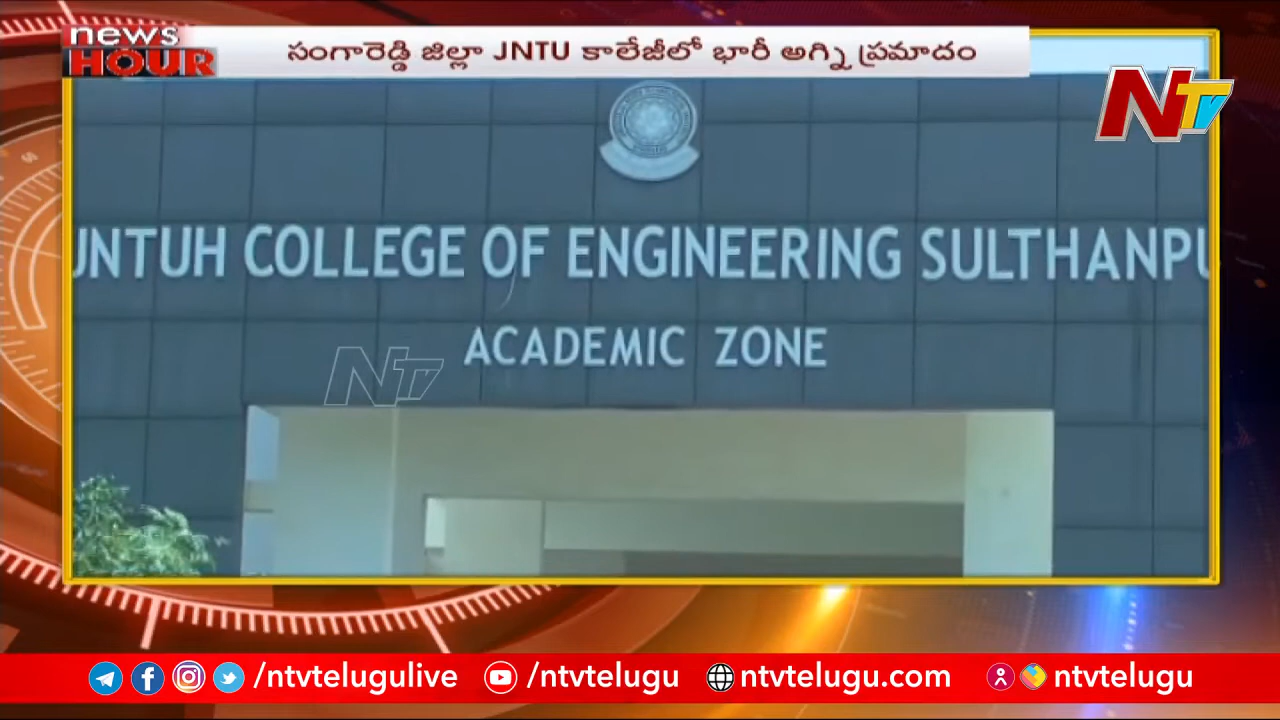 news
HOUR
సంగారెడ్డి జిల్లా JNTU కాలేజీలో భారీ అగ్ని ప్రమాదం
NTV
JNTUH COLLEGE OF ENGINEERING SULTHANPU
ACADEMIC ZONE
NTV
/ntvtelugulive /ntvtelugu ntvtelugu.com ntvtelugu